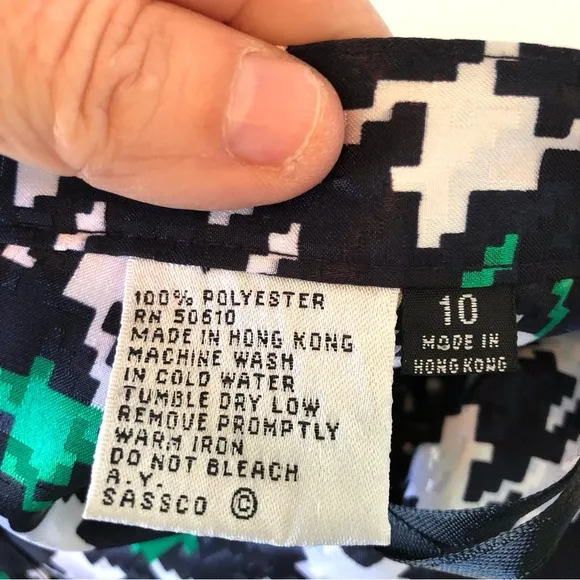 100% POLYESTER
RN 50610
MADE IN HONG KONG
MACHINE WASH
IN COLD WATER
TUMBLE DRY LOW
REMOVE PROMPTLY
WARM IRON
DO NOT BLEACH
A.Y.
SASSCO ©
10
MADE IN
HONG KONG